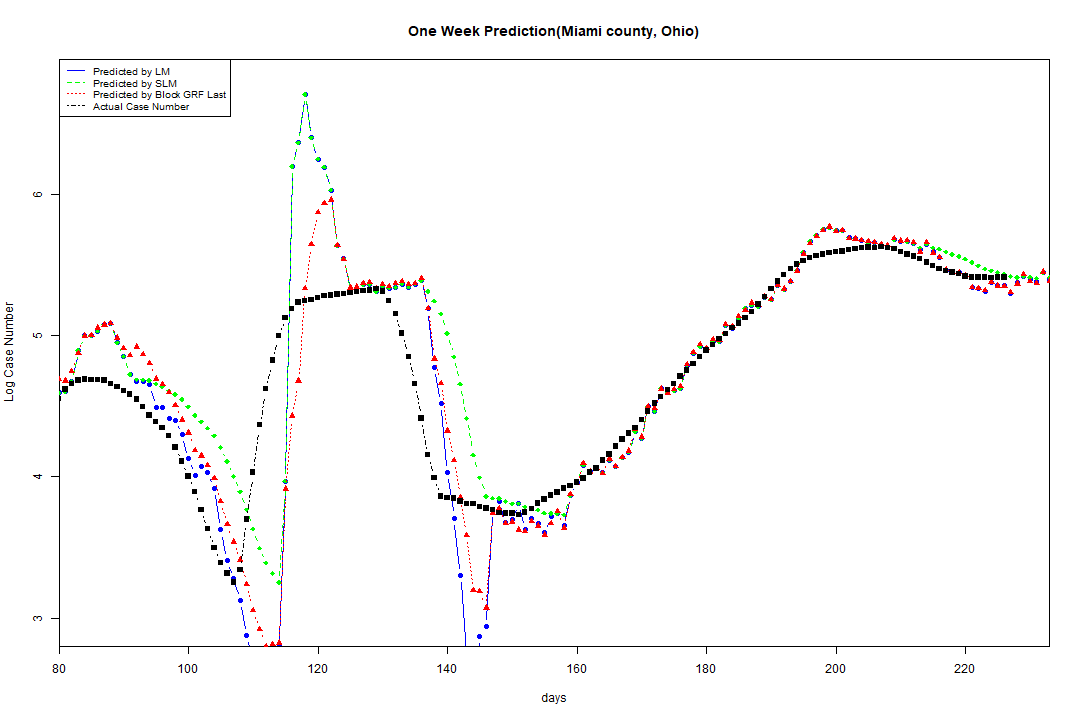 One Week Prediction(Miami county, Ohio)
Predicted by LM
Predicted by SLM
Predicted by Block GRF Last
Actual Case Number
Log Case Number
6
5
4
3
80 100 120 140 160 180 200 220
days